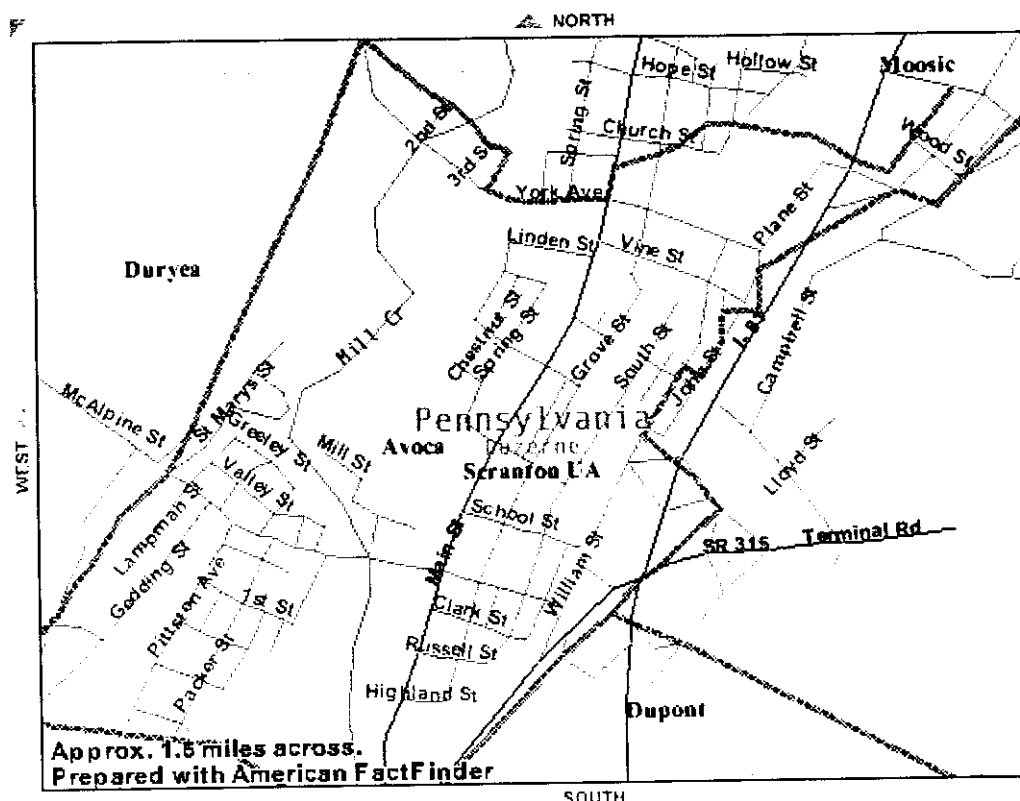 NORTH
Hope St
Hollow St
Moosic
Spring St
Church S
Wood St
2nd St
3rd S
York Ave
Plane St
Linden St
Vine St
Duryea
Mill Cr
Chestnut St
Spring St
Grove St
South St
John St
I- 81
Campbell St
McAlpine St
St Marys St
Greeley St
Mill St
Pennsylvania
Luzerne
Avoca
Scranton UA
Lloyd St
WEST
Valley St
Lampman St
School St
Main St
SR 315
Terminal Rd
Godding St
Pittston Ave
1st St
Clark St
William St
Packer St
Russell St
Highland St
Dupont
Approx. 1.5 miles across.
Prepared with American FactFinder
SOUTH